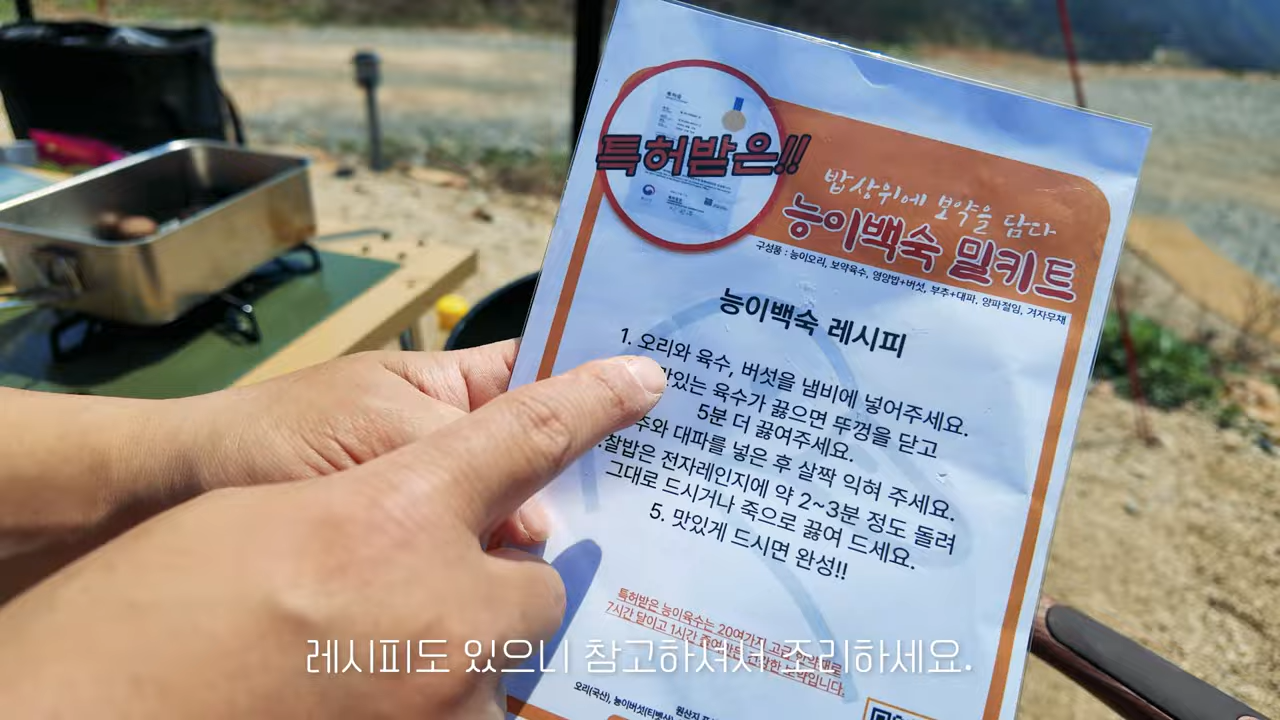 특허받은!!
밥상위에 보약을 담다
능이백숙 밀키트
구성품 : 능이오리, 보약육수, 영양밥+버섯, 부추+대파, 양파절임, 겨자무채
능이백숙 레시피
1. 오리와 육수, 버섯을 냄비에 넣어주세요.
맛있는 육수가 끓으면 뚜껑을 닫고
5분 더 끓여주세요.
대파를 넣은 후 살짝 익혀 주세요.
찰밥은 전자레인지에 약 2~3분 정도 돌려
그대로 드시거나 죽으로 끓여 드세요.
5. 맛있게 드시면 완성!!
특허받은 능이육수는 20여가지
7시간 달이고 1시간
레시피도 있으니 참고하셔서 조리하세요.
오리(국산), 능이버섯(티벳산)
원산지